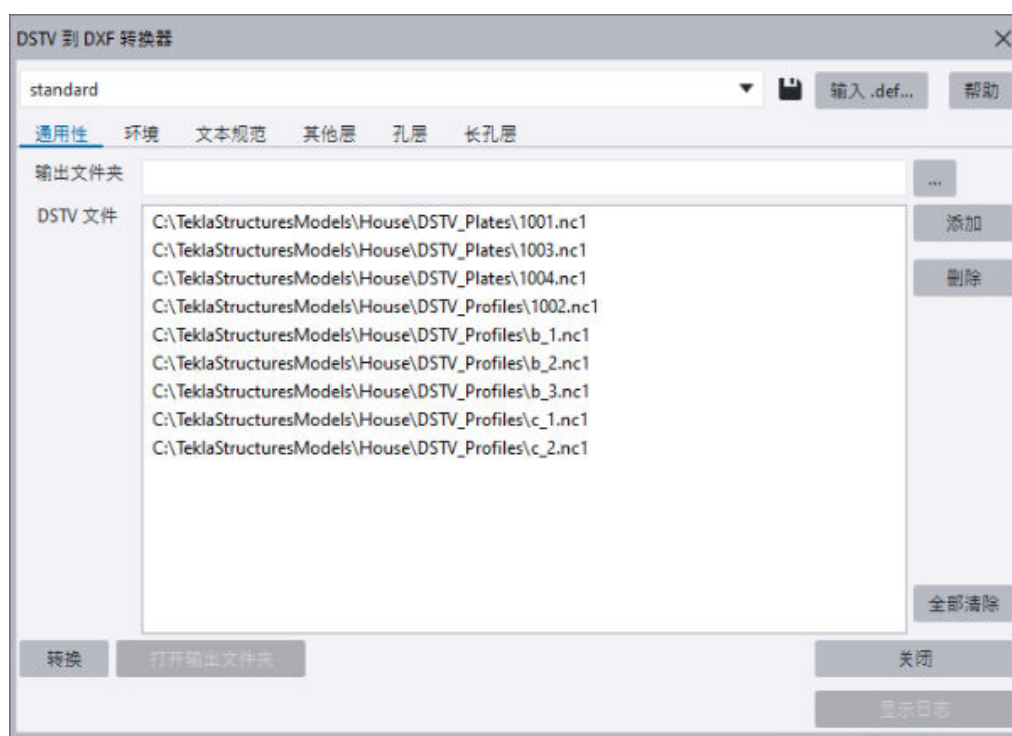 DSTV 到 DXF 转换器
standard
输入 .def...
帮助
通用性 环境 文本规范 其他层 孔层 长孔层
输出文件夹
...
DSTV 文件
C:\TeklaStructuresModels\House\DSTV_Plates\1001.nc1
C:\TeklaStructuresModels\House\DSTV_Plates\1003.nc1
C:\TeklaStructuresModels\House\DSTV_Plates\1004.nc1
C:\TeklaStructuresModels\House\DSTV_Profiles\1002.nc1
C:\TeklaStructuresModels\House\DSTV_Profiles\b_1.nc1
C:\TeklaStructuresModels\House\DSTV_Profiles\b_2.nc1
C:\TeklaStructuresModels\House\DSTV_Profiles\b_3.nc1
C:\TeklaStructuresModels\House\DSTV_Profiles\c_1.nc1
C:\TeklaStructuresModels\House\DSTV_Profiles\c_2.nc1
添加
删除
全部清除
转换
打开输出文件夹
关闭
显示日志